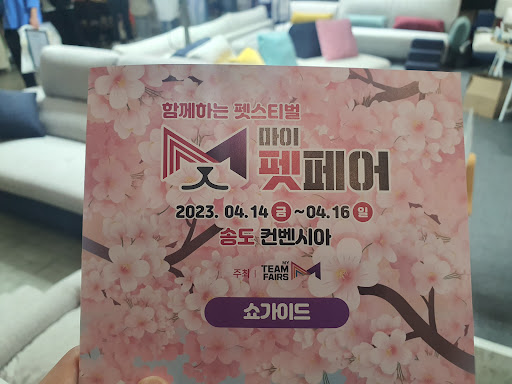 함께하는 펫스티벌
마이
펫페어
2023. 04.14 금 ~04.16 일
송도 컨벤시아
주최 | MY TEAM FAIRS
쇼가이드